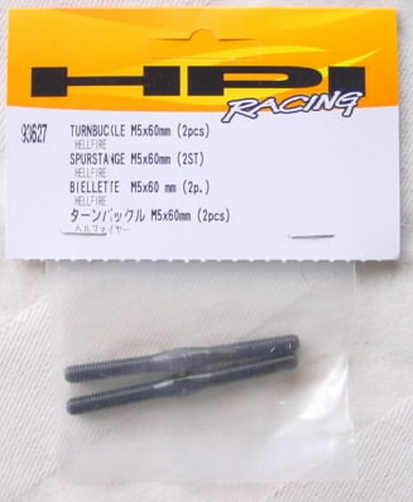 HPI
RACING
93627 TURNBUCKLE M5x60mm (2pcs)
HELLFIRE
SPURSTANGE M5x60mm (2ST)
HELLFIRE
BIELLETTE M5x60 mm (2p.)
HELLFIRE
ターンバックル M5x60mm (2pcs)
ヘルファイヤー